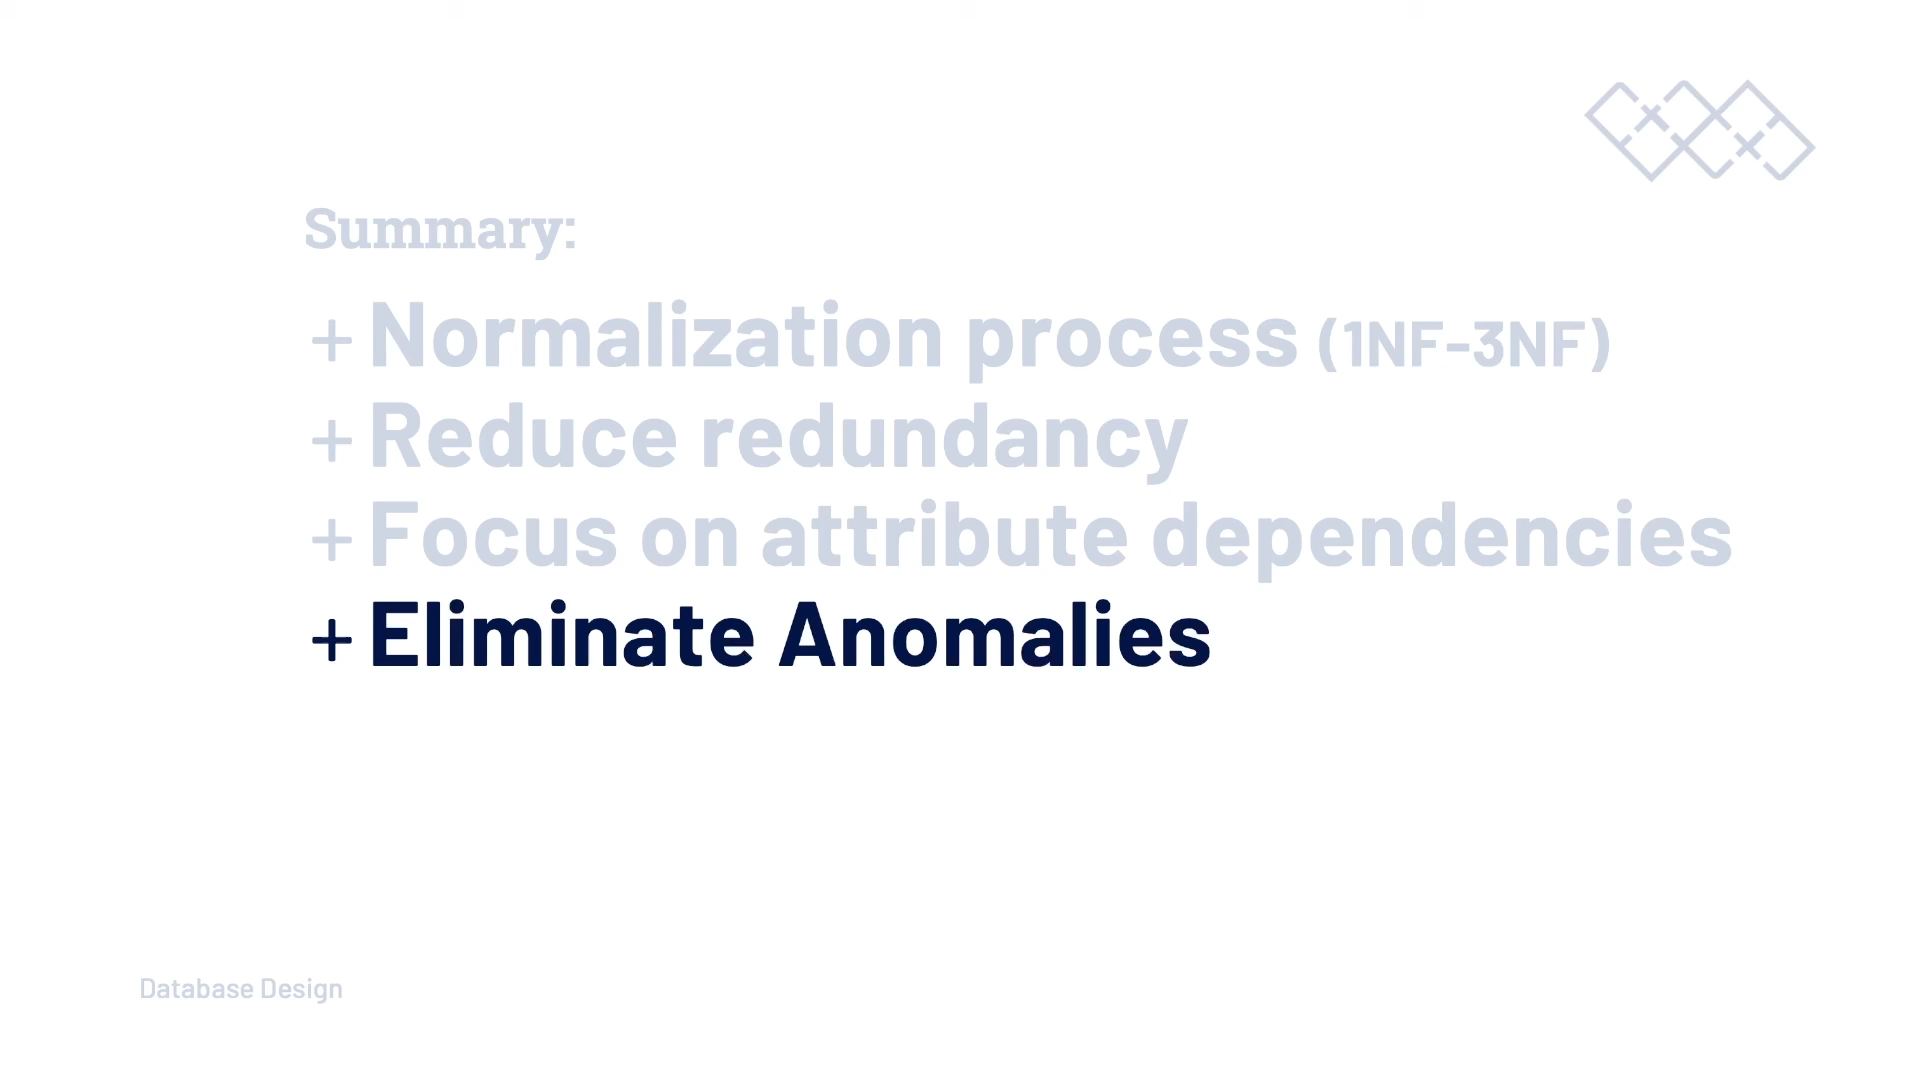 Summary:
+ Normalization process (1NF-3NF)
+ Reduce redundancy
+ Focus on attribute dependencies
+ Eliminate Anomalies
Database Design